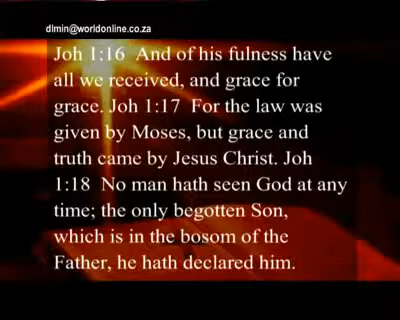 dlmin@worldonline.co.za
Joh 1:16  And of his fulness have
all we received, and grace for
grace. Joh 1:17  For the law was
given by Moses, but grace and
truth came by Jesus Christ. Joh
1:18  No man hath seen God at any
time; the only begotten Son,
which is in the bosom of the
Father, he hath declared him.